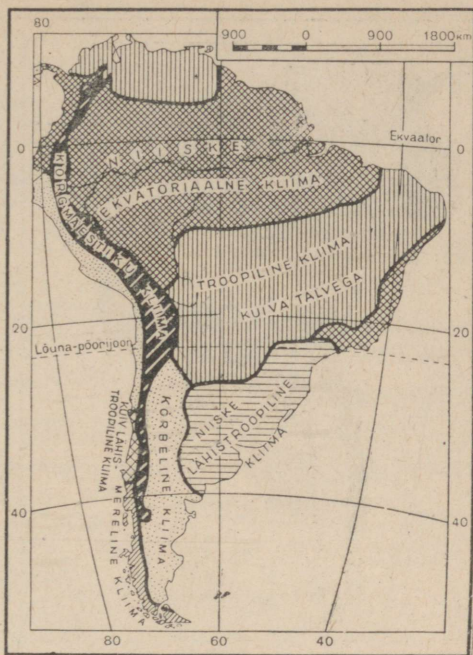 80
900 0 900 1800 km
Ekvaator
0
0
NIISKE
EKVATORIAALNE KLIIMA
KÕRGMÄESTIKU KLIIMA
TROOPILINE KLIIMA
KUIVA TALVEGA
20
20
Lõuna-pöörijoon
KÕRBELINE KLIIMA
NIISKE
LÄHISTROOPILINE
KLIIMA
KUIV LÄHIS-
TROOPILINE KLIIMA
MERELINE KLIIMA
40
40
80
60
40